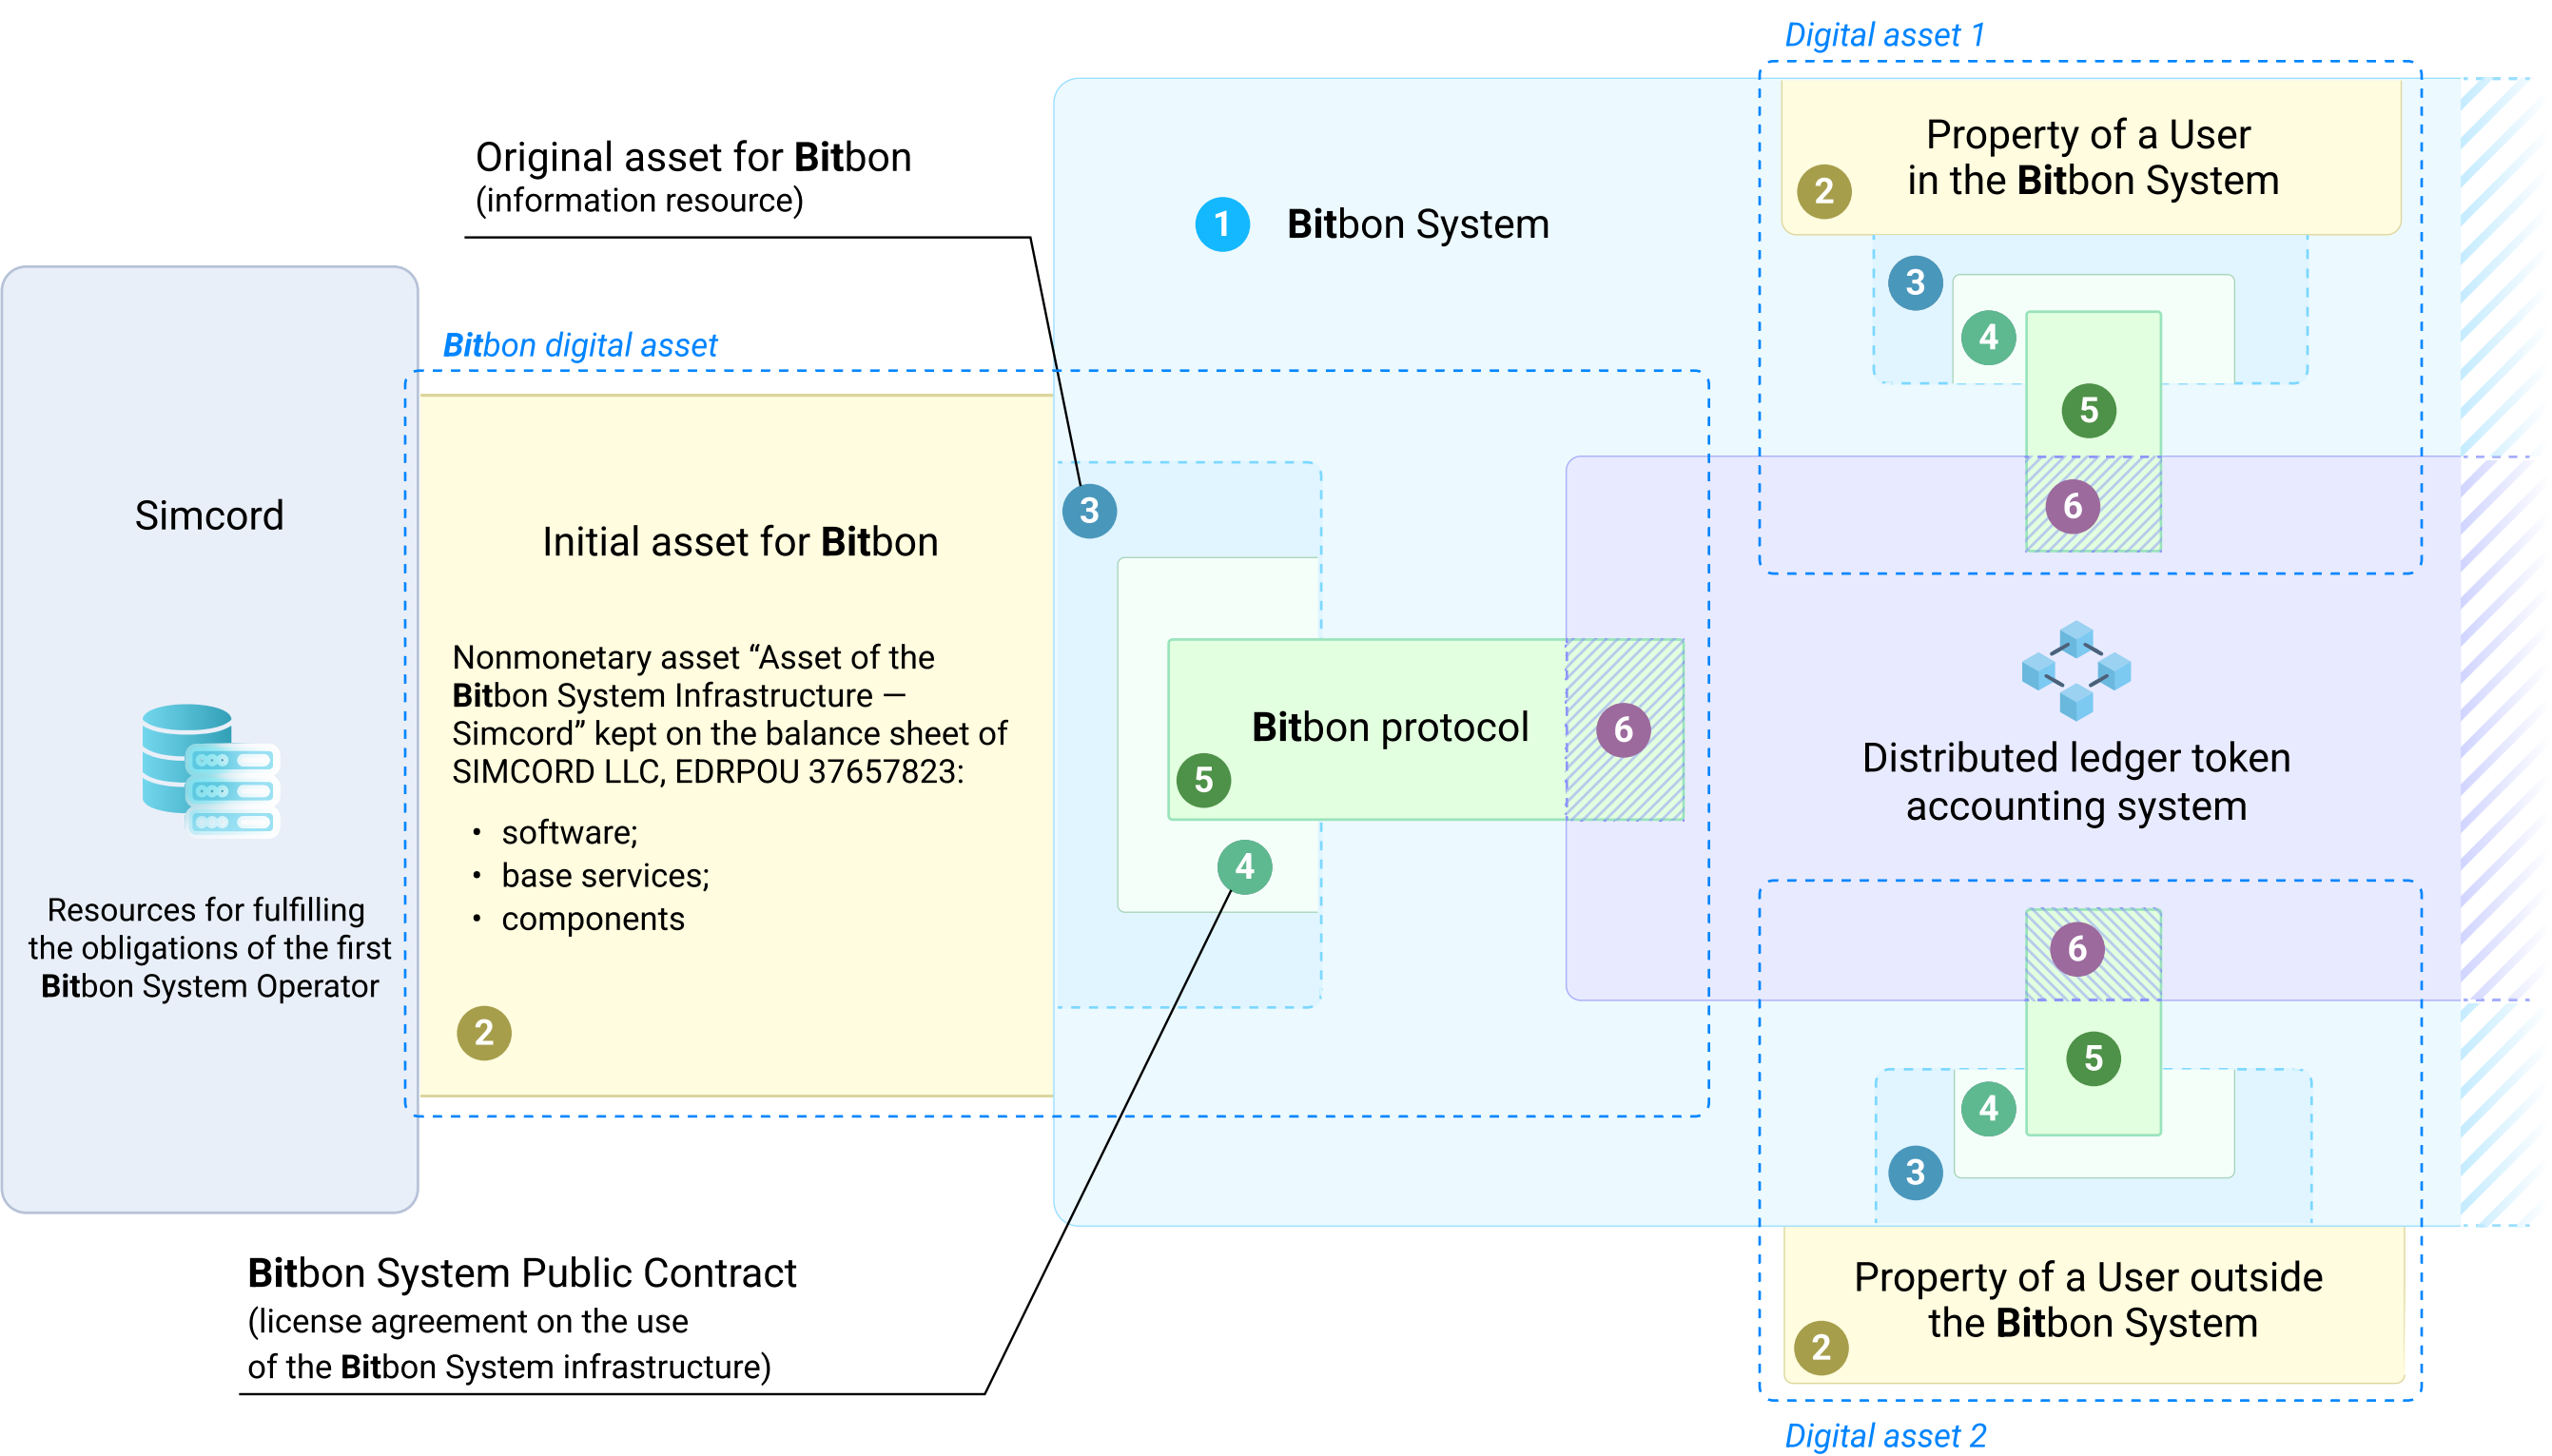 Digital asset 1
Property of a User
in the Bitbon System
2
Original asset for Bitbon
(information resource)
1
Bitbon System
3
4
5
6
Simcord
Resources for fulfilling
the obligations of the first
Bitbon System Operator
Bitbon digital asset
Initial asset for Bitbon
Nonmonetary asset “Asset of the
Bitbon System Infrastructure —
Simcord” kept on the balance sheet of
SIMCORD LLC, EDRPOU 37657823:
• software;
• base services;
• components
2
3
Bitbon protocol
5
6
4
Distributed ledger token
accounting system
6
5
4
3
Bitbon System Public Contract
(license agreement on the use
of the Bitbon System infrastructure)
Property of a User outside
the Bitbon System
2
Digital asset 2